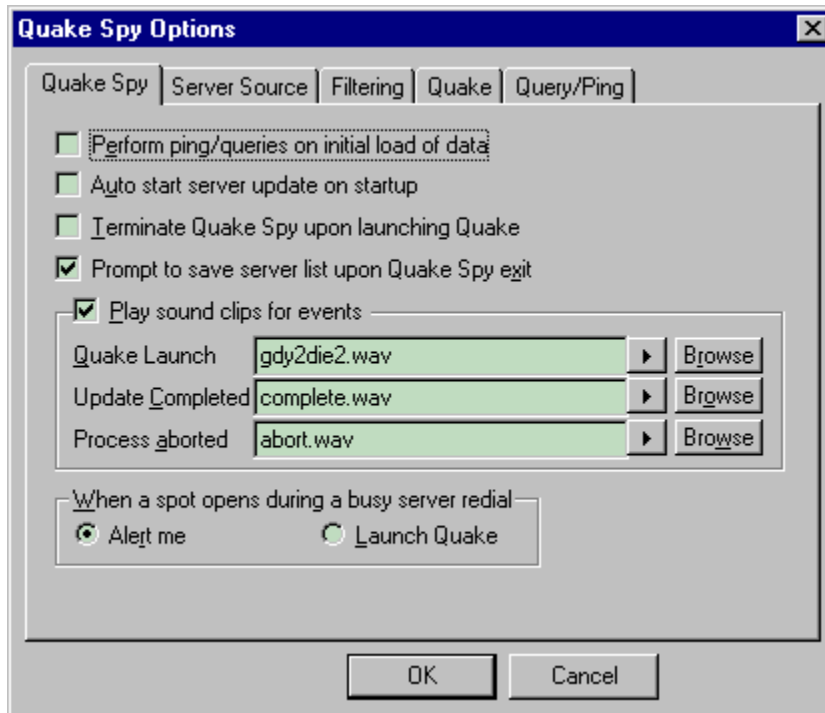 Quake Spy Options
Quake Spy Server Source Filtering Quake Query/Ping
Perform ping/queries on initial load of data
Auto start server update on startup
Terminate Quake Spy upon launching Quake
Prompt to save server list upon Quake Spy exit
Play sound clips for events
Quake Launch gdy2die2.wav Browse
Update Completed complete.wav Browse
Process aborted abort.wav Browse
When a spot opens during a busy server redial
Alert me Launch Quake
OK Cancel